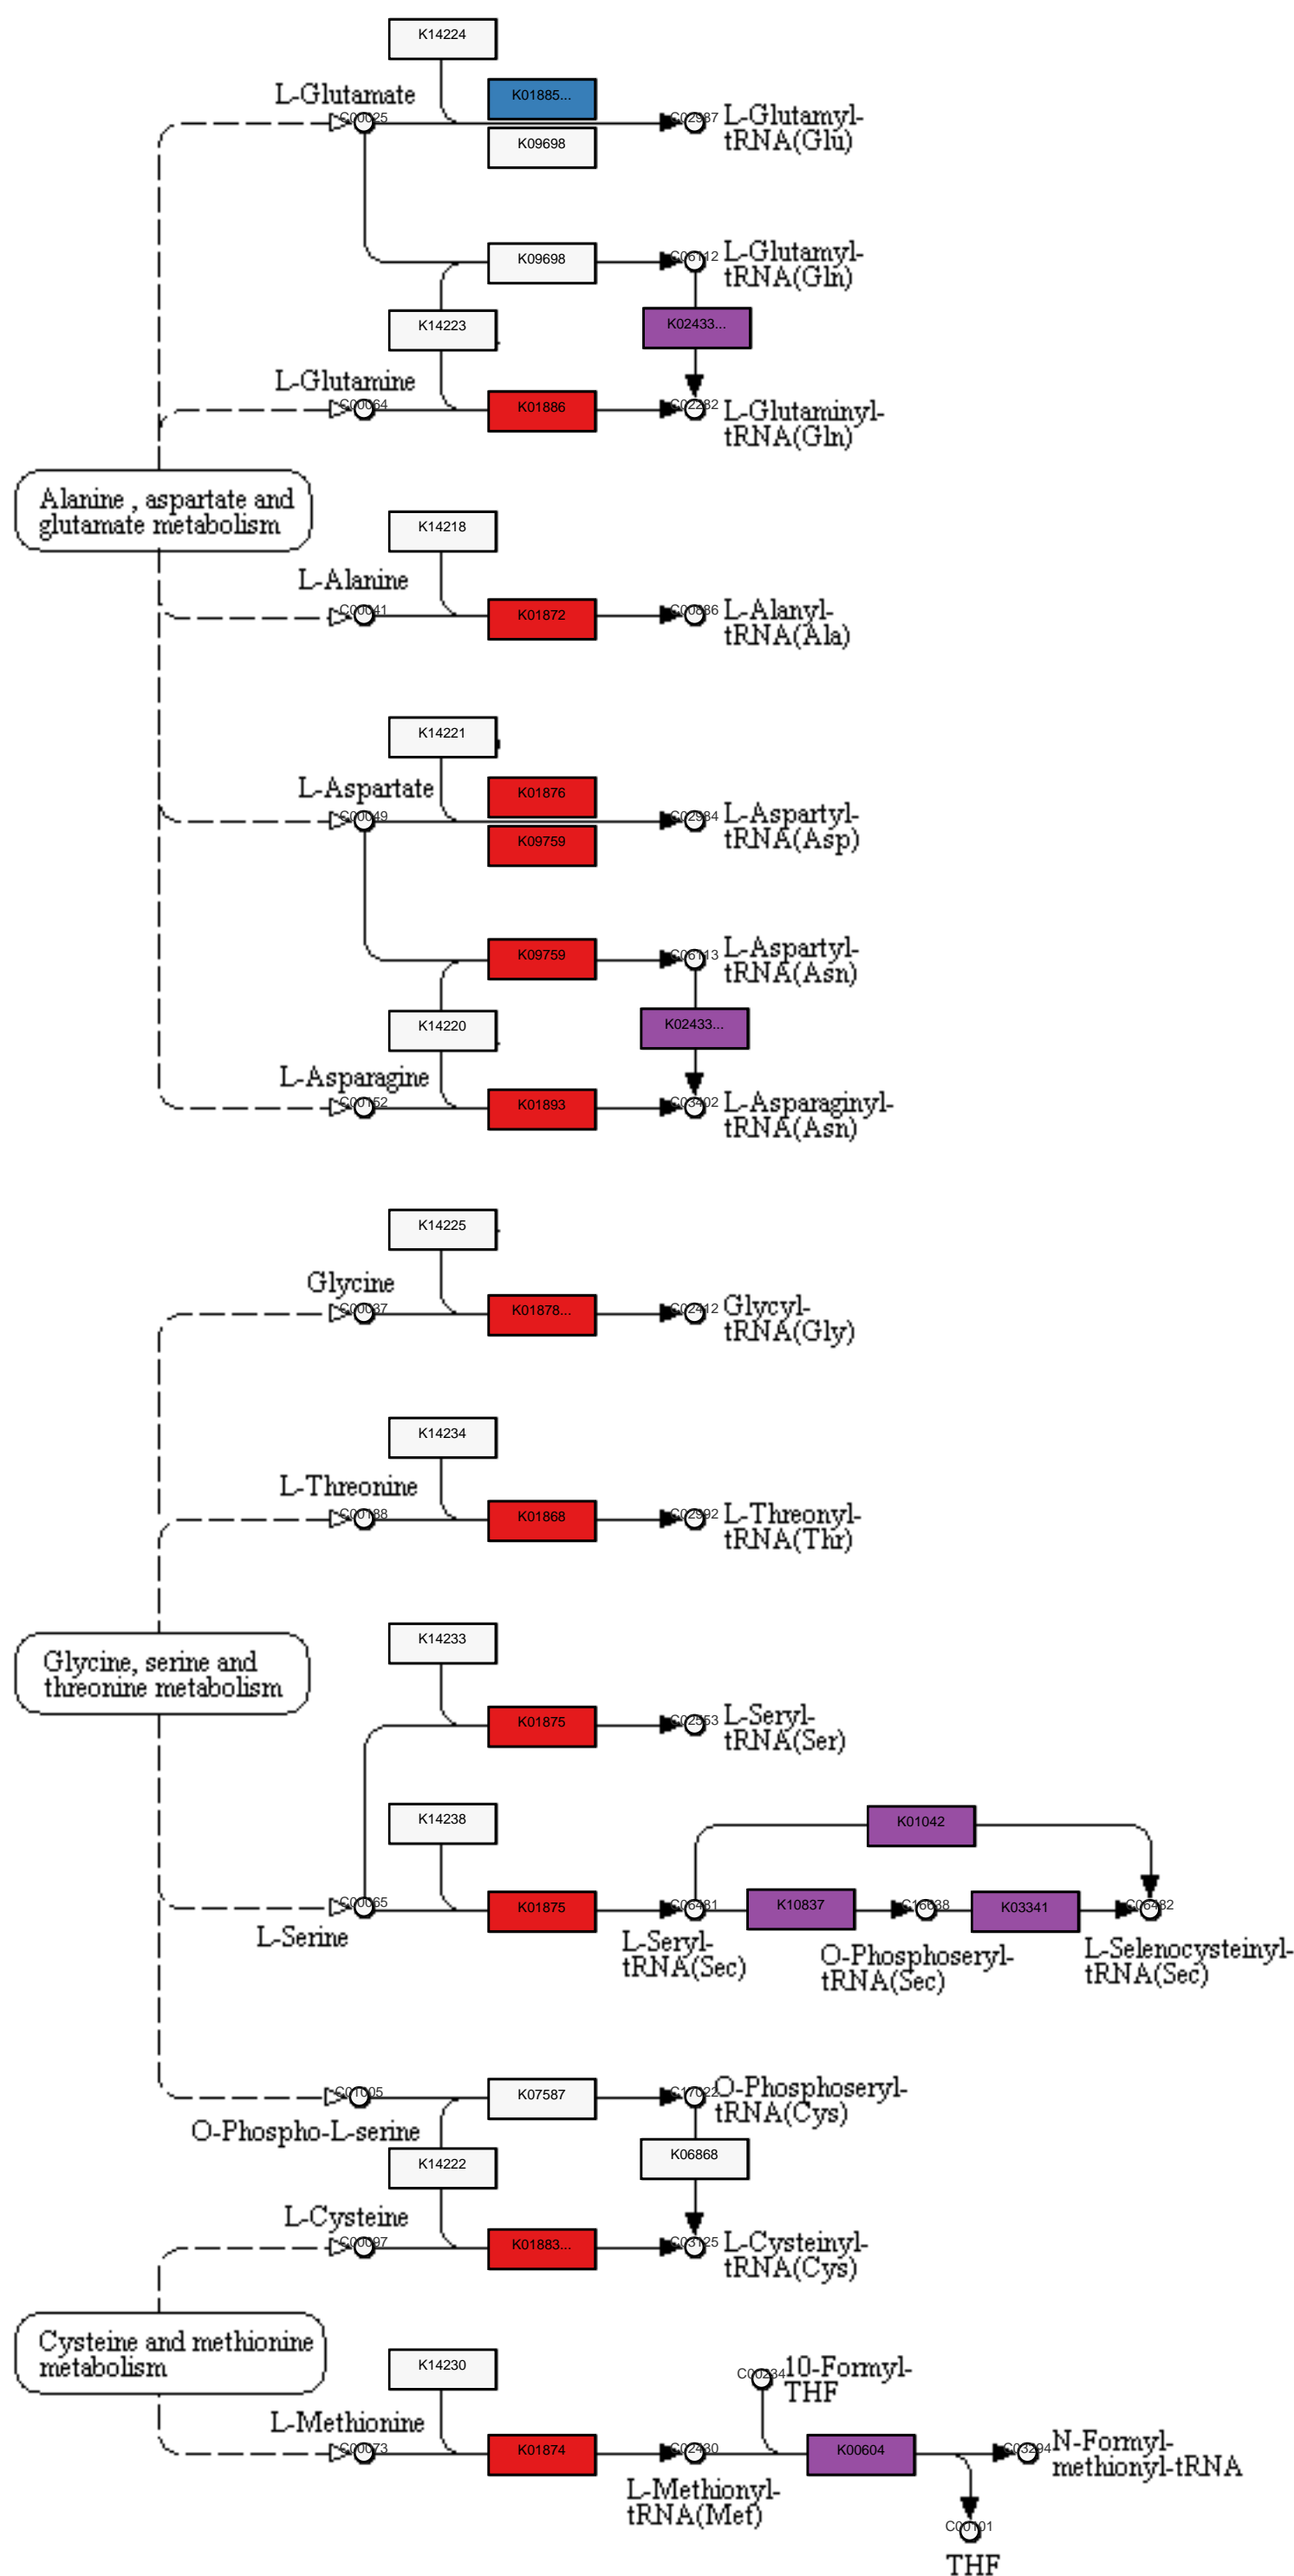 K14224
L-Glutamate
K01885...
C00025
C02987
L-Glutamyl-
tRNA(Glu)
K09698
K09698
C06112
L-Glutamyl-
tRNA(Gln)
K14223
K02433...
L-Glutamine
C00064
K01886
C02282
L-Glutaminyl-
tRNA(Gln)
Alanine , aspartate and
glutamate metabolism
K14218
L-Alanine
C00041
K01872
C00886
L-Alanyl-
tRNA(Ala)
K14221
L-Aspartate
K01876
C00049
C02984
L-Aspartyl-
tRNA(Asp)
K09759
K09759
C06113
L-Aspartyl-
tRNA(Asn)
K14220
K02433...
L-Asparagine
C00152
K01893
C03402
L-Asparaginyl-
tRNA(Asn)
K14225
Glycine
C00037
K01878...
C02412
Glycyl-
tRNA(Gly)
K14234
L-Threonine
C00188
K01868
C02992
L-Threonyl-
tRNA(Thr)
Glycine, serine and
threonine metabolism
K14233
K01875
C02553
L-Seryl-
tRNA(Ser)
K14238
K01042
C00065
L-Serine
K01875
C06481
L-Seryl-
tRNA(Sec)
K10837
C16638
O-Phosphoseryl-
tRNA(Sec)
K03341
C06482
L-Selenocysteinyl-
tRNA(Sec)
C01005
O-Phospho-L-serine
K07587
C17022
O-Phosphoseryl-
tRNA(Cys)
K14222
K06868
L-Cysteine
C00097
K01883...
C03125
L-Cysteinyl-
tRNA(Cys)
Cysteine and methionine
metabolism
K14230
L-Methionine
C00073
K01874
C02430
L-Methionyl-
tRNA(Met)
C00234
10-Formyl-
THF
K00604
C03294
N-Formyl-
methionyl-tRNA
C00101
THF